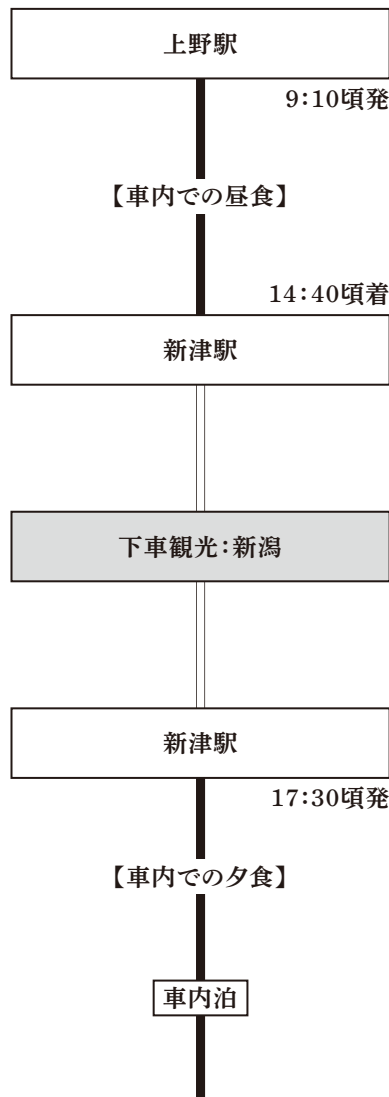 上野駅
9：10頃発
【車内での昼食】
14：40頃着
新津駅
下車観光：新潟
新津駅
17：30頃発
【車内での夕食】
車内泊